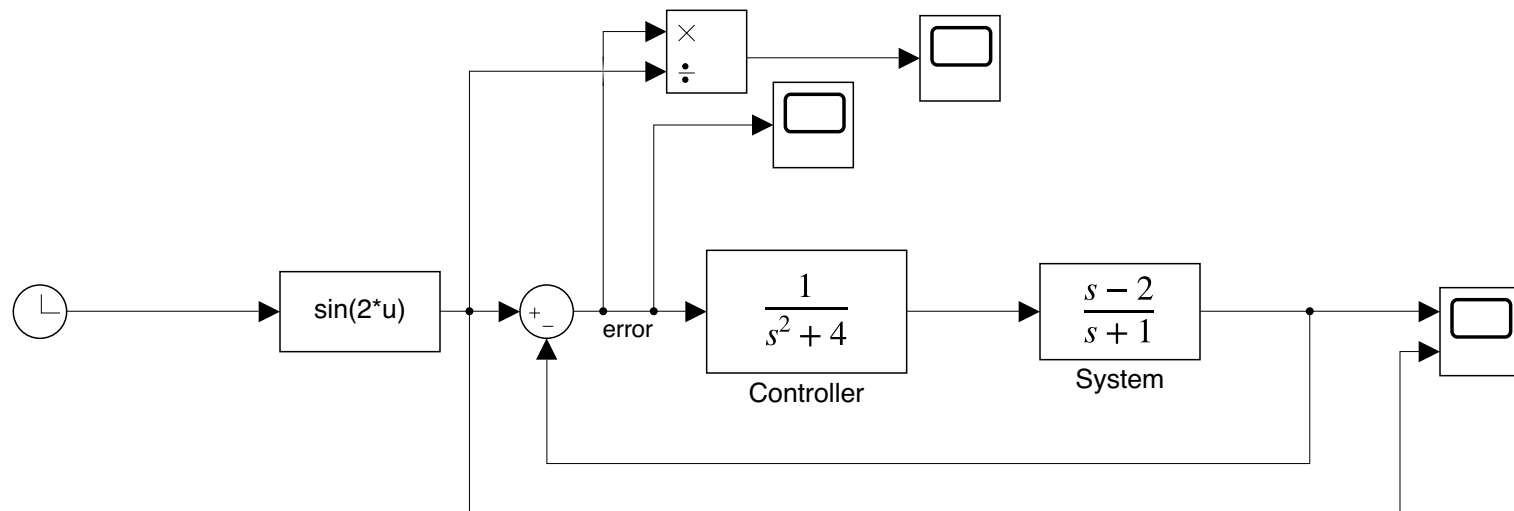 ×
÷
sin(2*u)
+
−
error
1
s² + 4
Controller
s − 2
s + 1
System